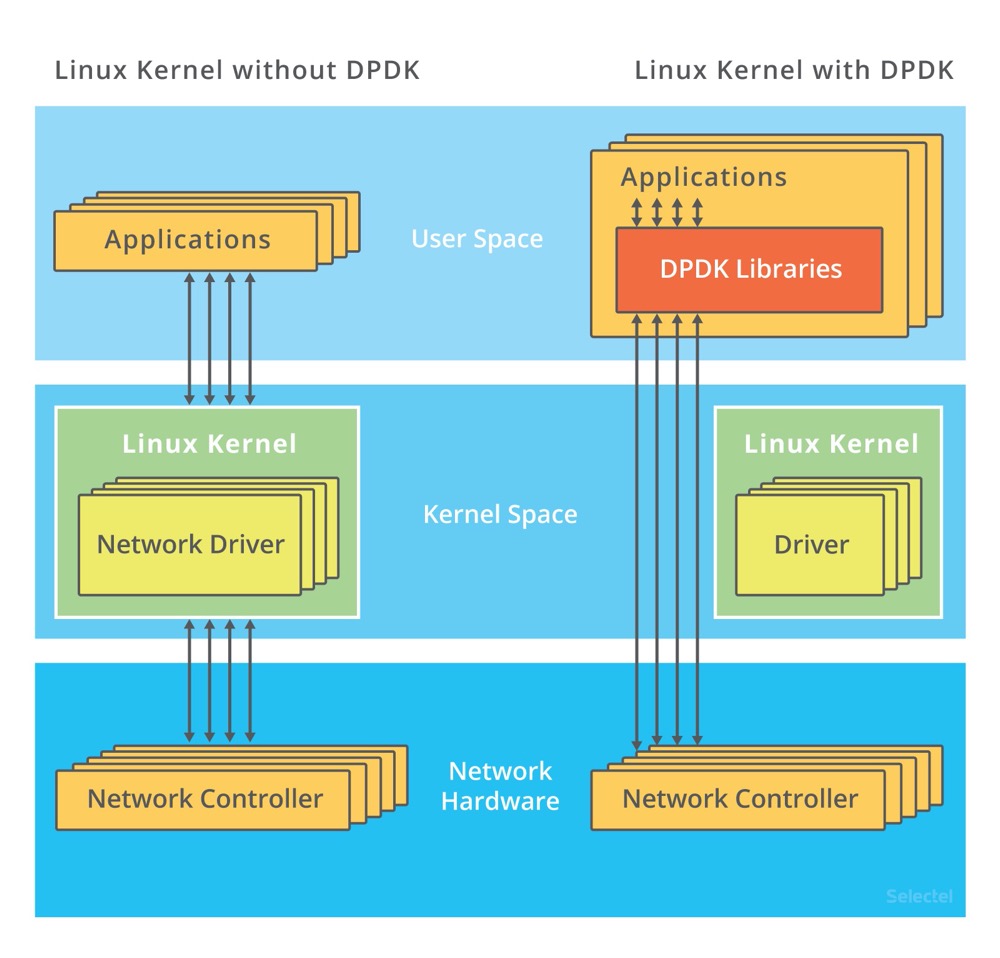 Linux Kernel without DPDK
Linux Kernel with DPDK
Applications
User Space
Applications
DPDK Libraries
Linux Kernel
Network Driver
Kernel Space
Linux Kernel
Driver
Network Controller
Network
Hardware
Network Controller
Selectel